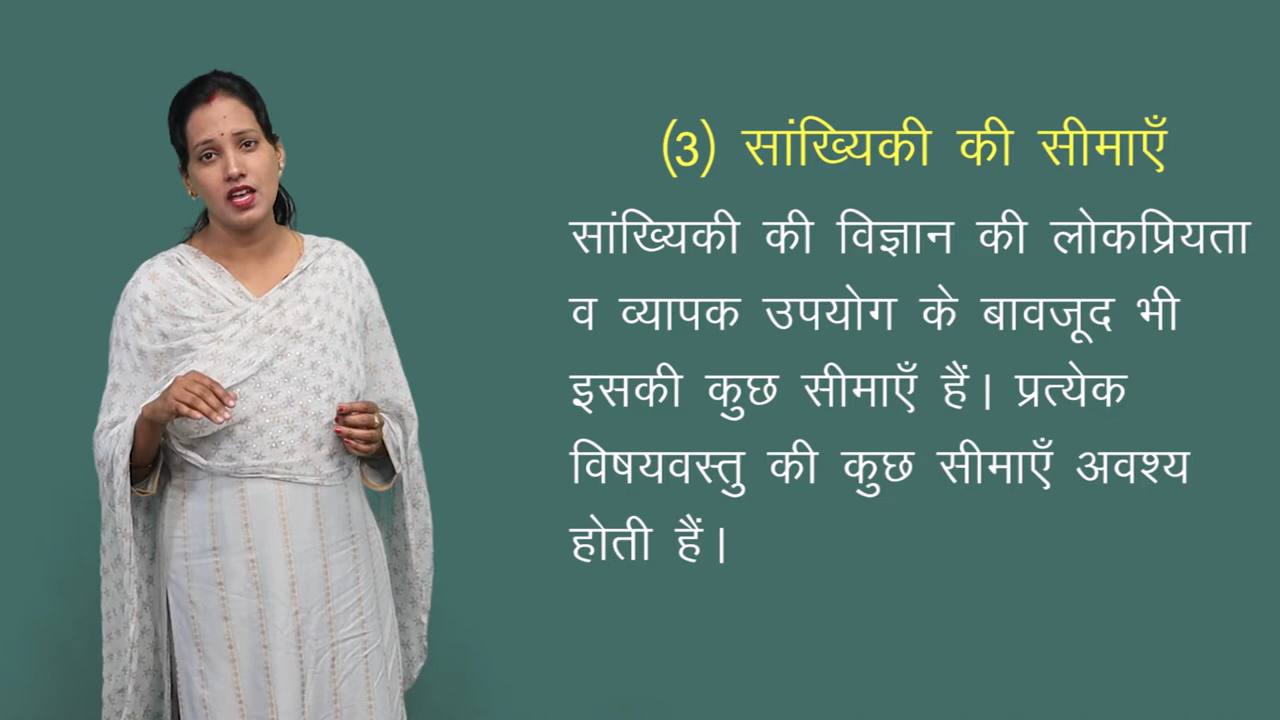 (3) सांख्यिकी की सीमाएँ
सांख्यिकी की विज्ञान की लोकप्रियता
व व्यापक उपयोग के बावजूद भी
इसकी कुछ सीमाएँ हैं। प्रत्येक
विषयवस्तु की कुछ सीमाएँ अवश्य
होती हैं।